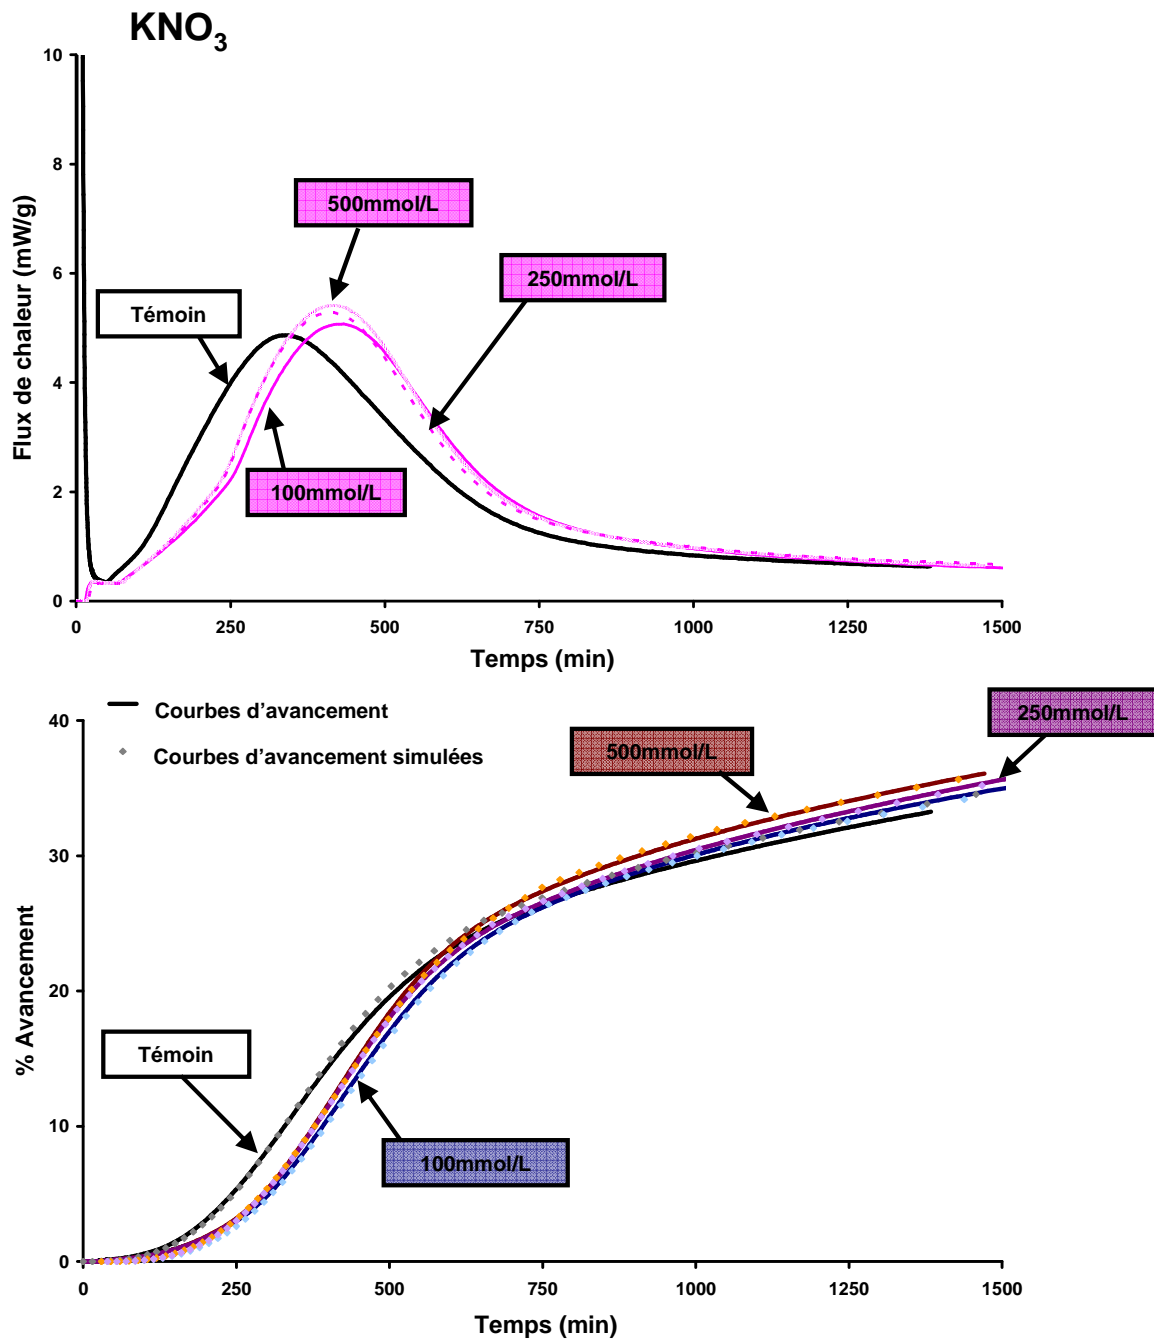 KNO3
10
8
6
4
2
0
Flux de chaleur (mW/g)
500mmol/L
250mmol/L
Témoin
100mmol/L
0 250 500 750 1000 1250 1500
Temps (min)
Courbes d'avancement
Courbes d'avancement simulées
250mmol/L
500mmol/L
40
30
20
10
0
% Avancement
Témoin
100mmol/L
0 250 500 750 1000 1250 1500
Temps (min)